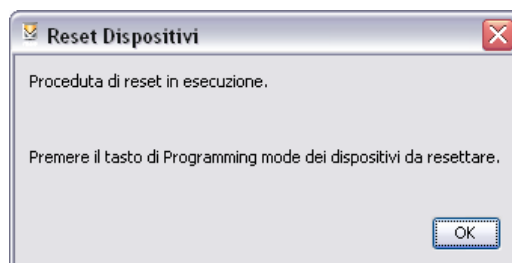 Reset Dispositivi
Proceduta di reset in esecuzione.
Premere il tasto di Programming mode dei dispositivi da resettare.
OK